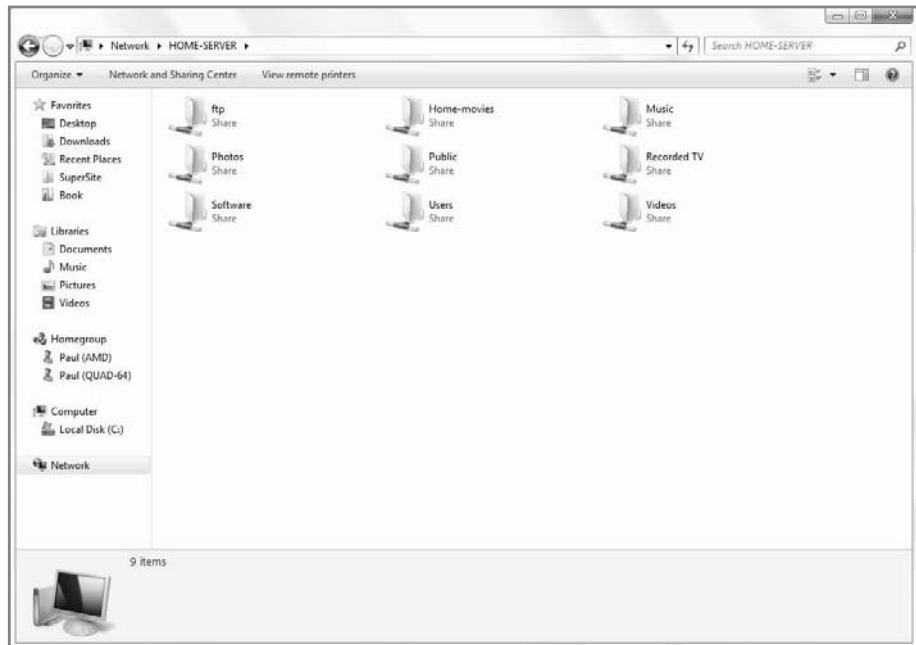 Network ▸ HOME-SERVER ▸
Search HOME-SERVER
Organize ▾ Network and Sharing Center View remote printers
Favorites
Desktop
Downloads
Recent Places
SuperSite
Book
Libraries
Documents
Music
Pictures
Videos
Homegroup
Paul (AMD)
Paul (QUAD-64)
Computer
Local Disk (C:)
Network
ftp
Share
Home-movies
Share
Music
Share
Photos
Share
Public
Share
Recorded TV
Share
Software
Share
Users
Share
Videos
Share
9 items